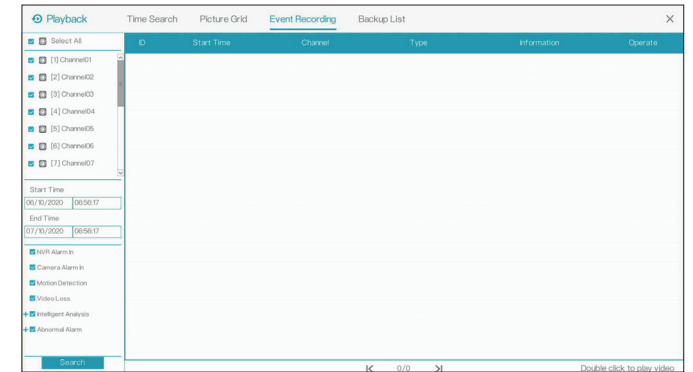 Playback Time Search Picture Grid Event Recording Backup List
Select All ID Start Time Channel Type Information Operate
[1] Channel01
[2] Channel02
[3] Channel03
[4] Channel04
[5] Channel05
[6] Channel06
[7] Channel07
Start Time
06/10/2020 06:56:17
End Time
07/10/2020 06:56:17
NVR Alarm In
Camera Alarm In
Motion Detection
Video Loss
Intelligent Analysis
Abnormal Alarm
Search 0/0 Double click to play video